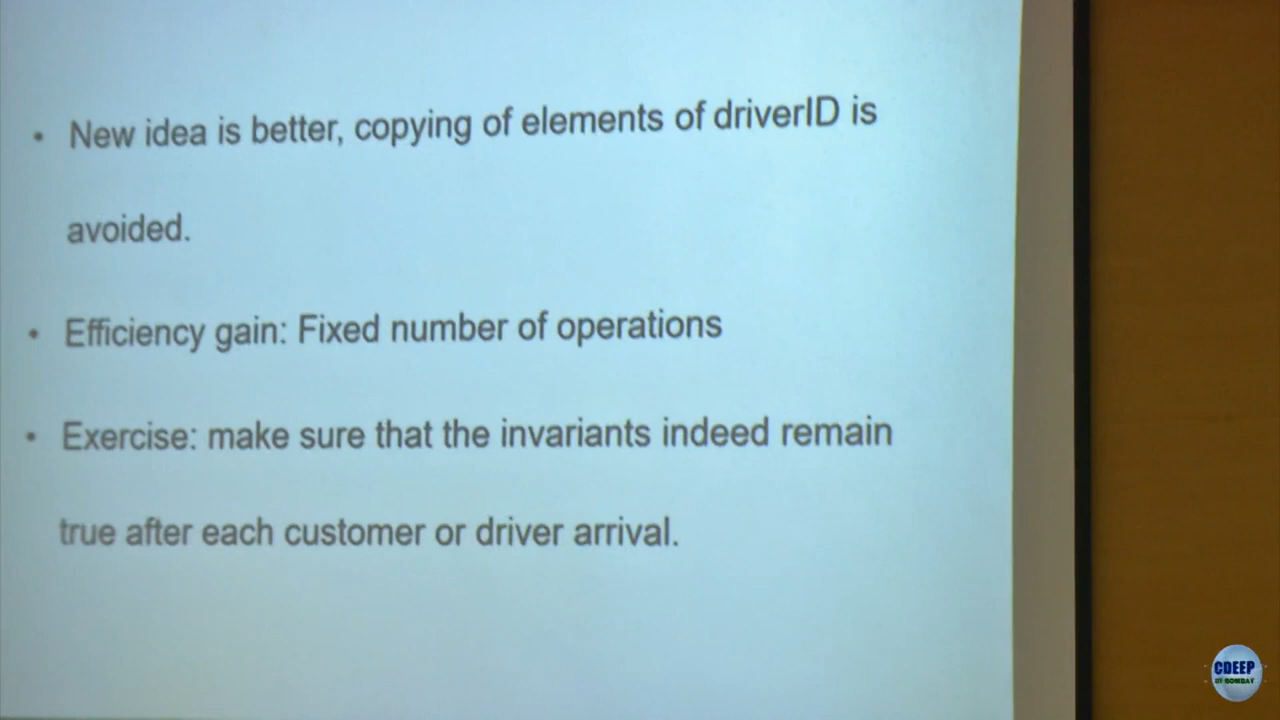 • New idea is better, copying of elements of driverID is
avoided.
• Efficiency gain: Fixed number of operations
• Exercise: make sure that the invariants indeed remain
true after each customer or driver arrival.
CDEEP
IIT BOMBAY